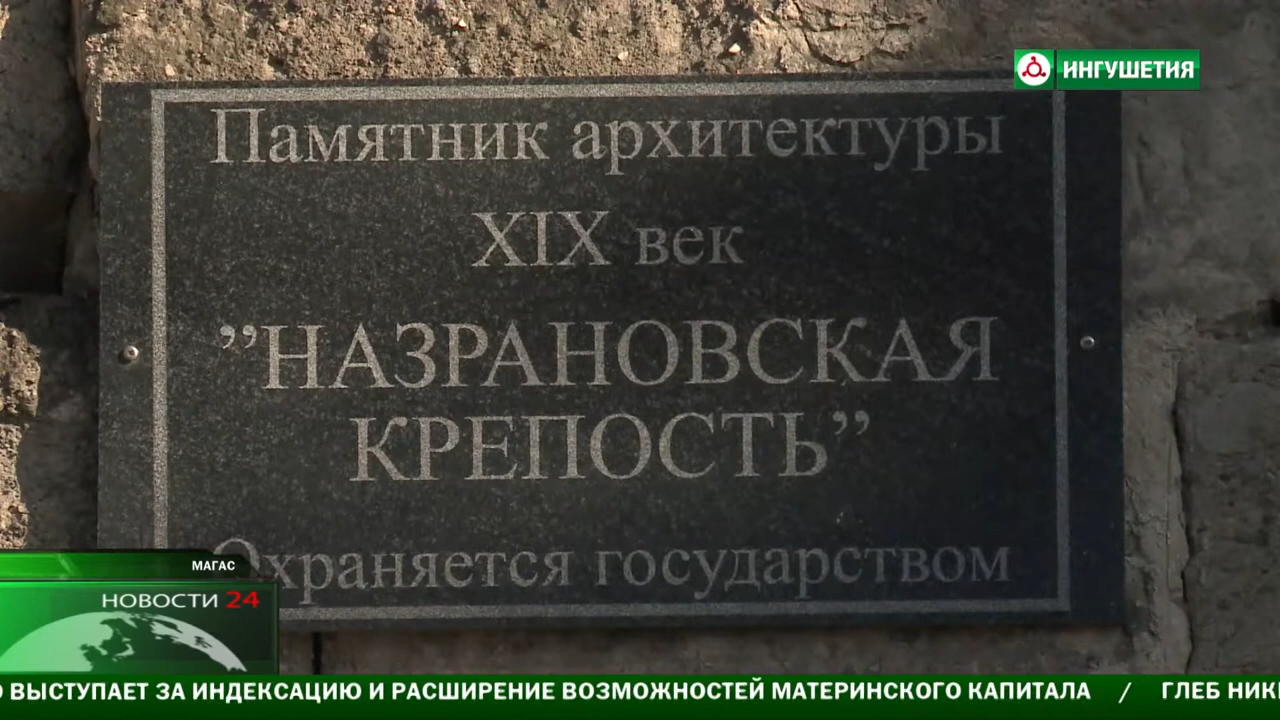 ИНГУШЕТИЯ
Памятник архитектуры
XIX век
”НАЗРАНОВСКАЯ
КРЕПОСТЬ”
Охраняется государством
МАГАС
НОВОСТИ 24
ВЫСТУПАЕТ ЗА ИНДЕКСАЦИЮ И РАСШИРЕНИЕ ВОЗМОЖНОСТЕЙ МАТЕРИНСКОГО КАПИТАЛА / ГЛЕБ